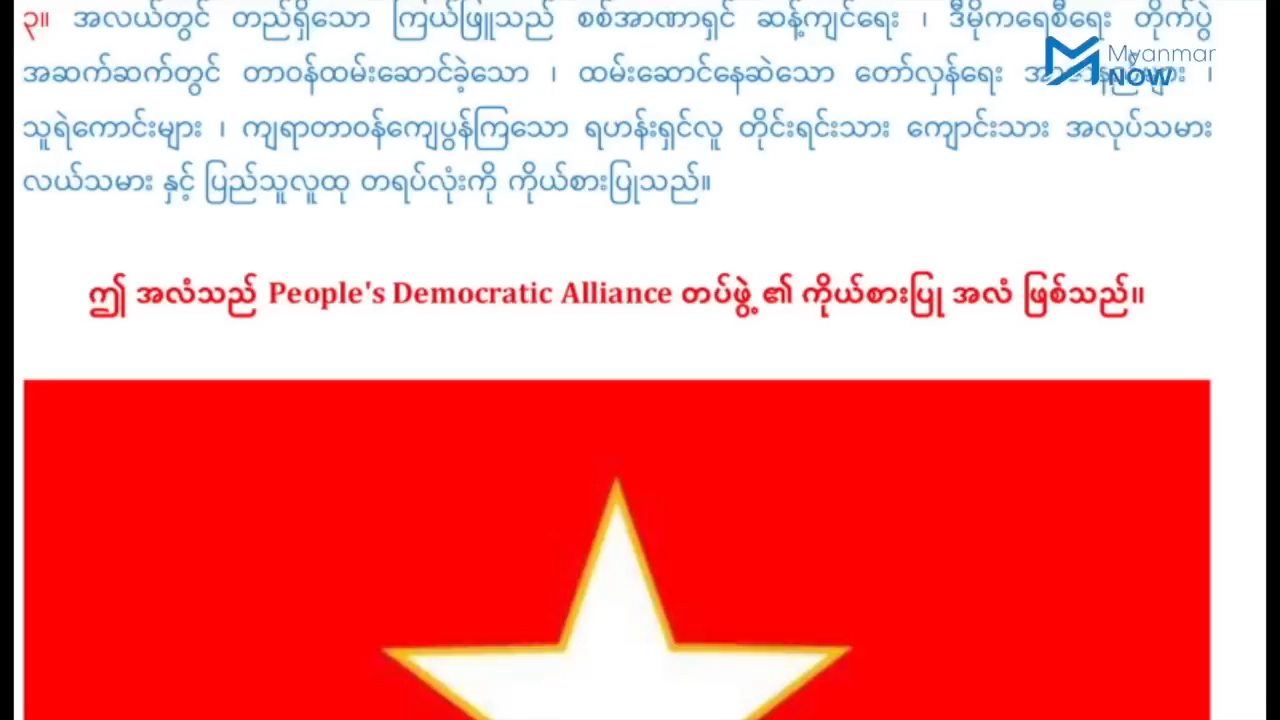 ၃။ အလယ်တွင် တည်ရှိသော ကြယ်ဖြူသည် စစ်အာဏာရှင် ဆန့်ကျင်ရေး ၊ ဒီမိုကရေစီရေး တိုက်ပွဲ
အဆက်ဆက်တွင် တာဝန်ထမ်းဆောင်ခဲ့သော ၊ ထမ်းဆောင်နေဆဲသော တော်လှန်ရေး ၊
သူရဲကောင်းများ ၊ ကျရာတာဝန်ကျေပွန်ကြသော ရဟန်းရှင်လူ တိုင်းရင်းသား ကျောင်းသား အလုပ်သမား
လယ်သမား နှင့် ပြည်သူလူထု တရပ်လုံးကို ကိုယ်စားပြုသည်။
ဤ အလံသည် People's Democratic Alliance တပ်ဖွဲ့ ၏ ကိုယ်စားပြု အလံ ဖြစ်သည်။
Myanmar
NOW